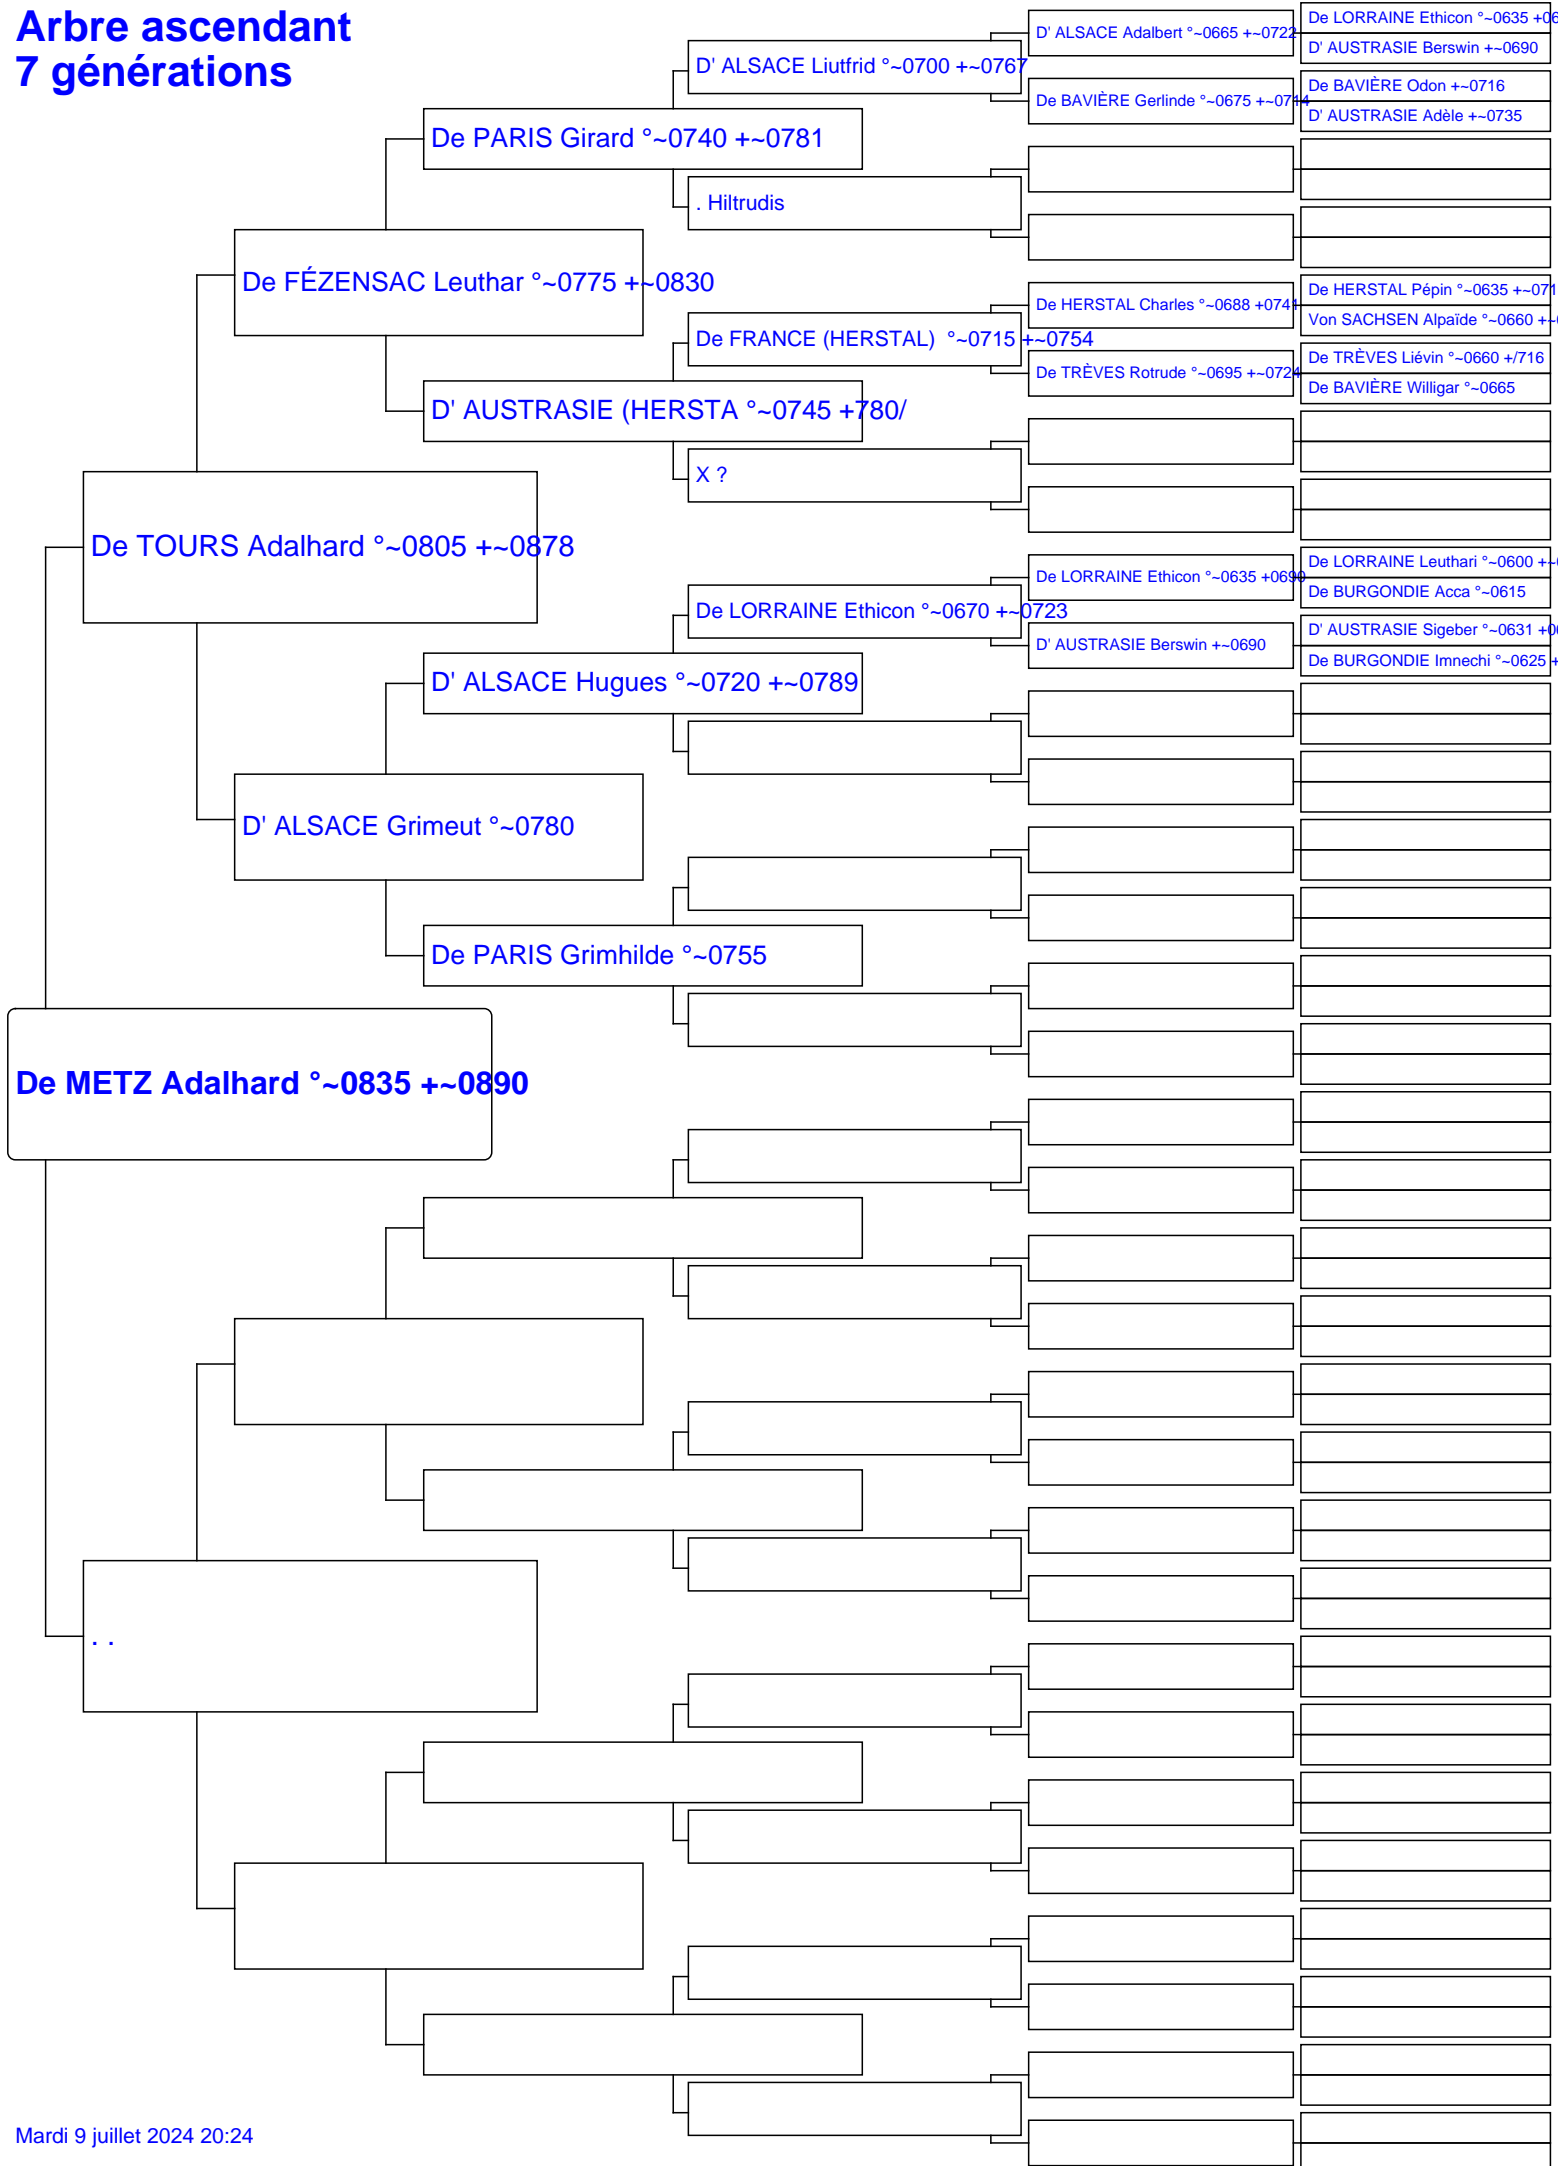 Arbre ascendant
7 générations
De LORRAINE Ethicon °~0635 +06
D' ALSACE Adalbert °~0665 +~0722
D' AUSTRASIE Berswin +~0690
D' ALSACE Liutfrid °~0700 +~0767
De BAVIÈRE Odon +~0716
De BAVIÈRE Gerlinde °~0675 +~0714
D' AUSTRASIE Adèle +~0735
De PARIS Girard °~0740 +~0781
. Hiltrudis
De FÉZENSAC Leuthar °~0775 +~0830
De HERSTAL Pépin °~0635 +~071
De HERSTAL Charles °~0688 +0741
Von SACHSEN Alpaïde °~0660 +~
De FRANCE (HERSTAL)  °~0715 +~0754
De TRÈVES Liévin °~0660 +/716
De TRÈVES Rotrude °~0695 +~0724
De BAVIÈRE Willigar °~0665
D' AUSTRASIE (HERSTA °~0745 +780/
X ?
De TOURS Adalhard °~0805 +~0878
De LORRAINE Leuthari °~0600 +~
De LORRAINE Ethicon °~0635 +0690
De BURGONDIE Acca °~0615
De LORRAINE Ethicon °~0670 +~0723
D' AUSTRASIE Sigeber °~0631 +0
D' AUSTRASIE Berswin +~0690
De BURGONDIE Imnechi °~0625 +
D' ALSACE Hugues °~0720 +~0789
D' ALSACE Grimeut °~0780
De PARIS Grimhilde °~0755
De METZ Adalhard °~0835 +~0890
. .
Mardi 9 juillet 2024 20:24